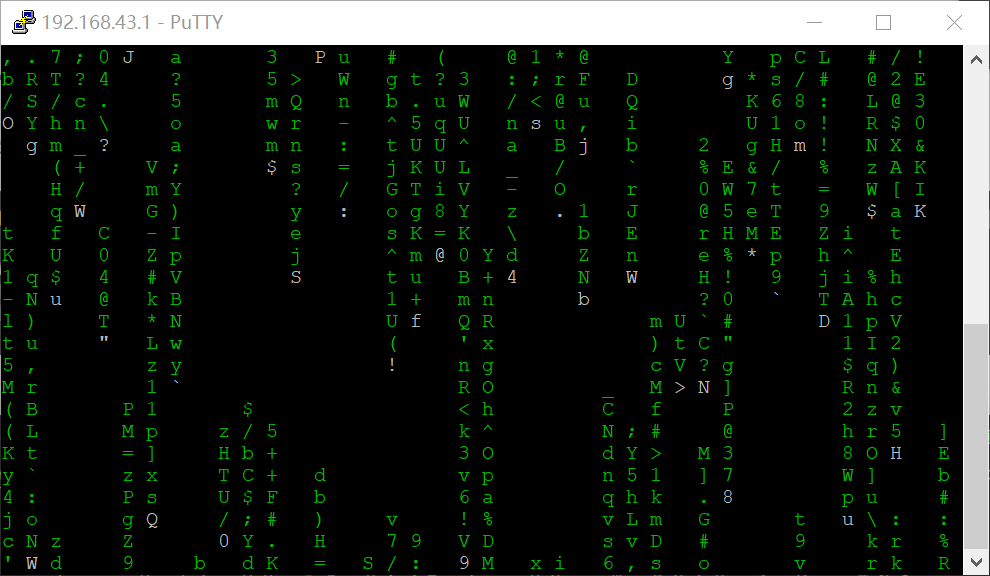 192.168.43.1 - PuTTY
, . 7 ; 0 J a 3 P u # ( @ 1 * @ Y p C L # / !
b R T ? 4 ? 5 > W g t ? 3 : ; r F D g * s / # @ 2 E
/ S / c . 5 m Q n b . u W / < @ u Q K 6 8 : L @ 3
O Y h n \ o w r - ^ 5 q U n s u , i U 1 o ! R $ 0
g m _ ? a m n : t U U ^ a B j b 2 g H m ! N X &
( + V ; $ s = j K U L _ / ` % E & / % z A K
H / m Y ? / G T i V - O r 0 W 7 t = W [ I
q W G ) y : o g 8 Y z . 1 J @ 5 e T 9 $ a K
t f C - I e s K = K \ b E r H M E Z i t
K U 0 Z p j ^ m @ 0 Y d Z n e % * p h ^ E
l q $ 4 # V S t u B + 4 N W H ! 9 j i % h
- N u @ k B 1 + m n b ? 0 ` T A h c
l ) T * N U f Q R m U ` # D 1 p V
t u " L w ( ' x ) t C " 1 I 2
5 , z y ! n g c V ? g $ q )
M r 1 ` R O _ M > N ] R n &
( B P 1 $ < h C f P 2 z v
( L M p z / 5 k ^ N ; # @ h r 5 ]
K t = ] H b + 3 O d Y > M 3 8 O H E
y ` z x T C + d v p n 5 1 ] 7 W ] b
4 : P s U $ F b 6 a q h k . 8 p u #
j o g Q / ; # ) v ! % v L m G t u \ : :
c N z Z 0 Y . H 7 9 V D s v D # 9 k r %
' W d 9 b d K = S / : 9 M x i 6 , s o v r k R